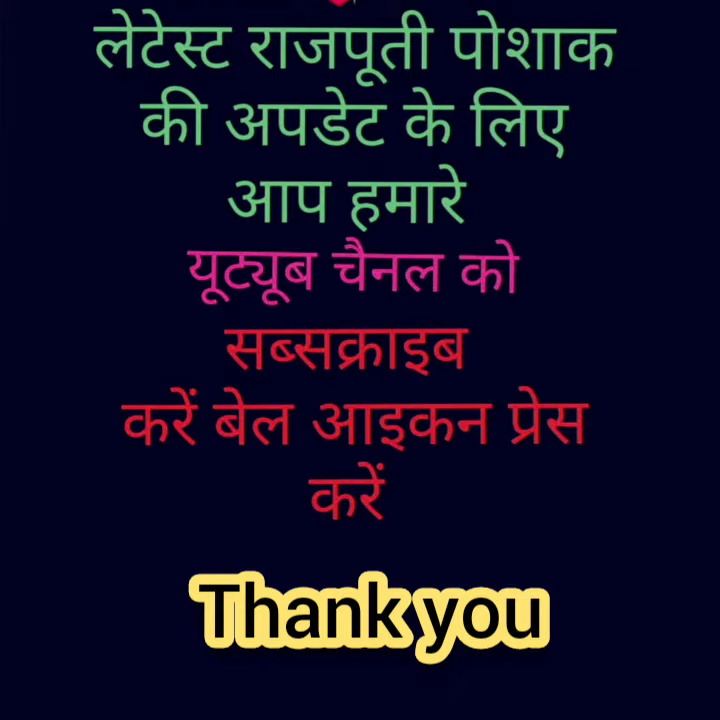 लेटेस्ट राजपूती पोशाक
की अपडेट के लिए
आप हमारे
यूट्यूब चैनल को
सब्सक्राइब
करें बेल आइकन प्रेस
करें
Thank you